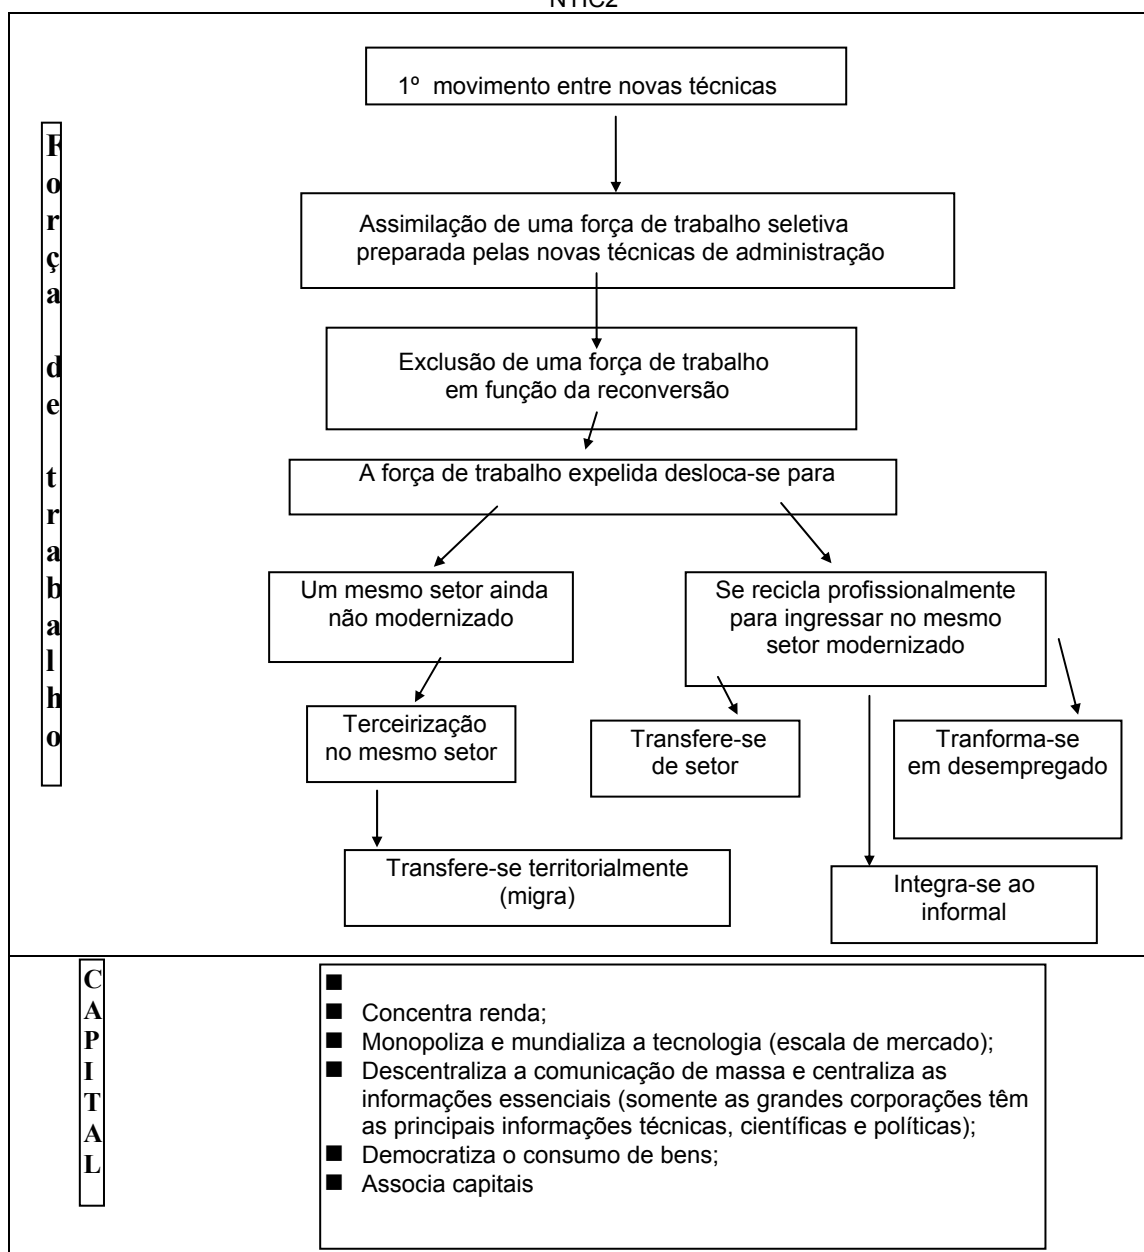 NTIC2
1º movimento entre novas técnicas
Força de trabalho
Assimilação de uma força de trabalho seletiva
preparada pelas novas técnicas de administração
Exclusão de uma força de trabalho
em função da reconversão
A força de trabalho expelida desloca-se para
Um mesmo setor ainda
não modernizado
Se recicla profissionalmente
para ingressar no mesmo
setor modernizado
Terceirização
no mesmo setor
Transfere-se
de setor
Tranforma-se
em desempregado
Transfere-se territorialmente
(migra)
Integra-se ao
informal
CAPITAL
■
■ Concentra renda;
■ Monopoliza e mundializa a tecnologia (escala de mercado);
■ Descentraliza a comunicação de massa e centraliza as
informações essenciais (somente as grandes corporações têm
as principais informações técnicas, científicas e políticas);
■ Democratiza o consumo de bens;
■ Associa capitais